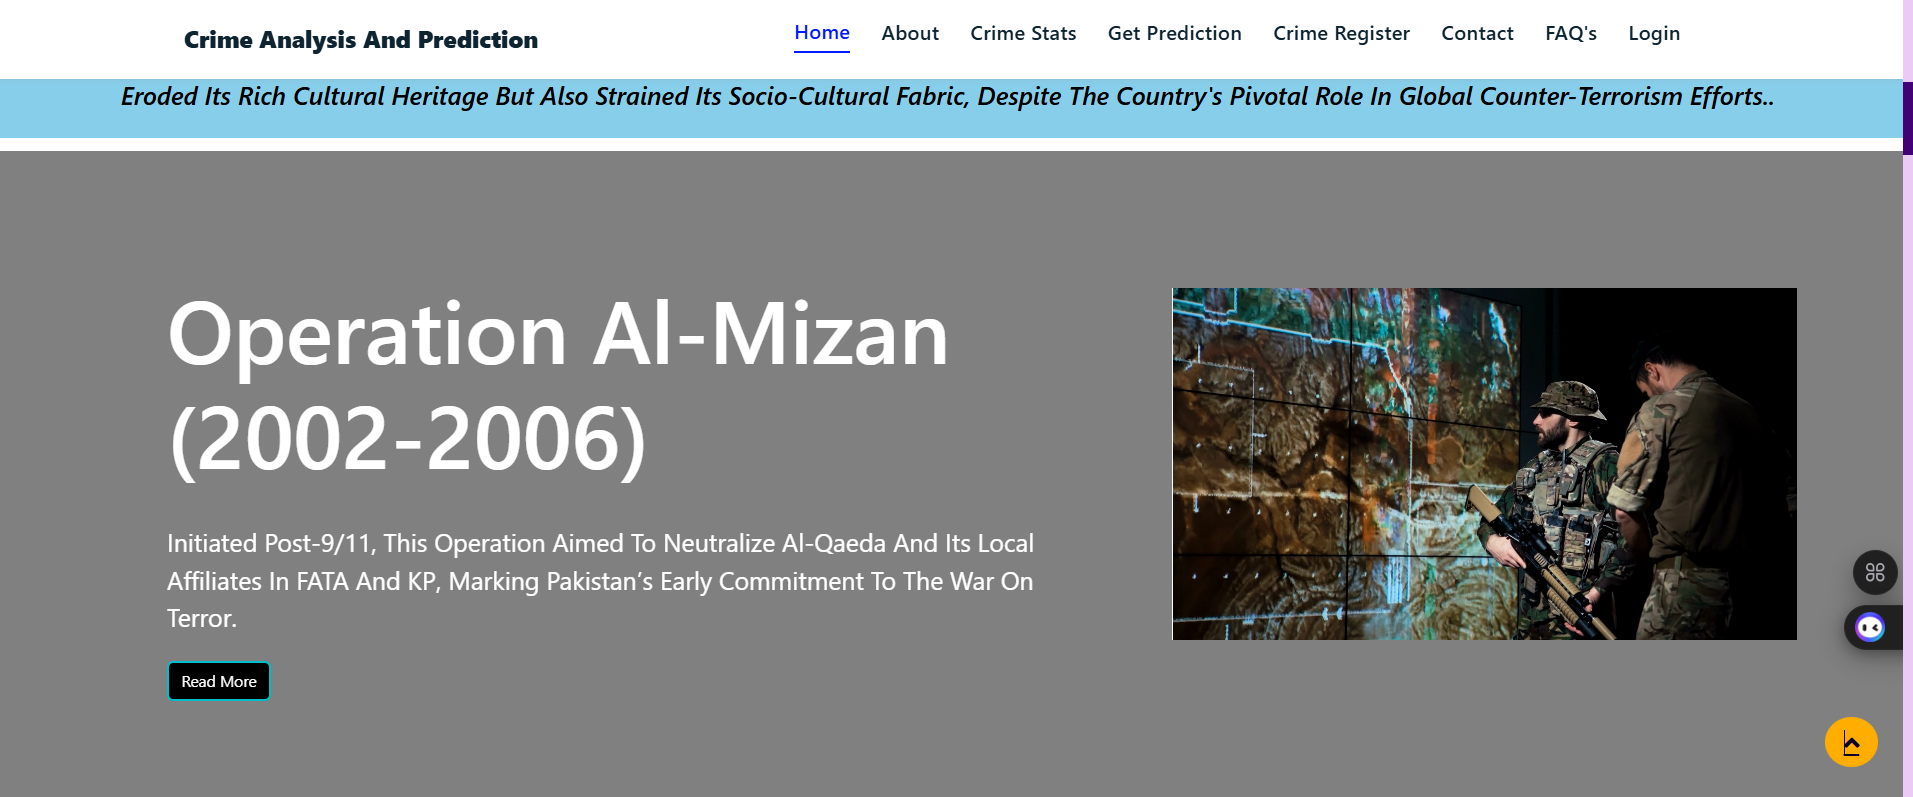 Crime Analysis And Prediction
Home About Crime Stats Get Prediction Crime Register Contact FAQ's Login
Eroded Its Rich Cultural Heritage But Also Strained Its Socio-Cultural Fabric, Despite The Country's Pivotal Role In Global Counter-Terrorism Efforts..
Operation Al-Mizan
(2002-2006)
Initiated Post-9/11, This Operation Aimed To Neutralize Al-Qaeda And Its Local
Affiliates In FATA And KP, Marking Pakistan’s Early Commitment To The War On
Terror.
Read More